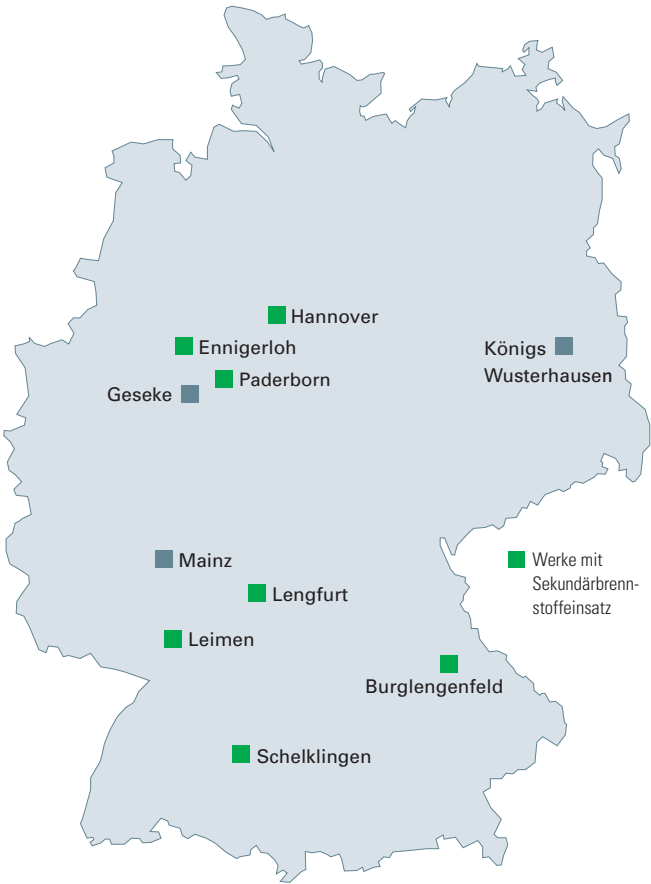 Hannover
Ennigerloh
Königs
Wusterhausen
Paderborn
Geseke
Mainz
Werke mit
Sekundärbrenn-
stoffeinsatz
Lengfurt
Leimen
Burglengenfeld
Schelklingen